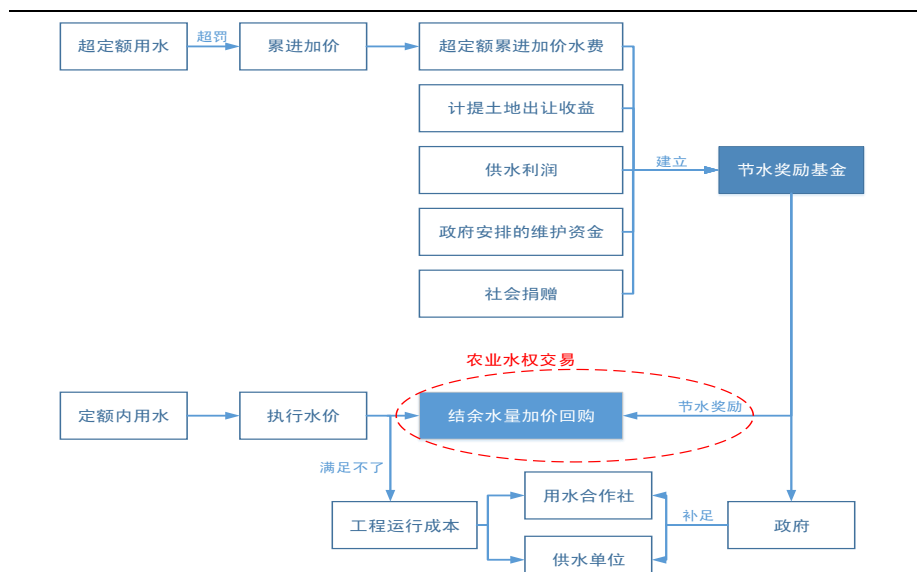 超定额用水
超罚
累进加价
超定额累进加价水费
计提土地出让收益
供水利润
建立
节水奖励基金
政府安排的维护资金
社会捐赠
农业水权交易
定额内用水
执行水价
结余水量加价回购
节水奖励
满足不了
用水合作社
工程运行成本
补足
政府
供水单位